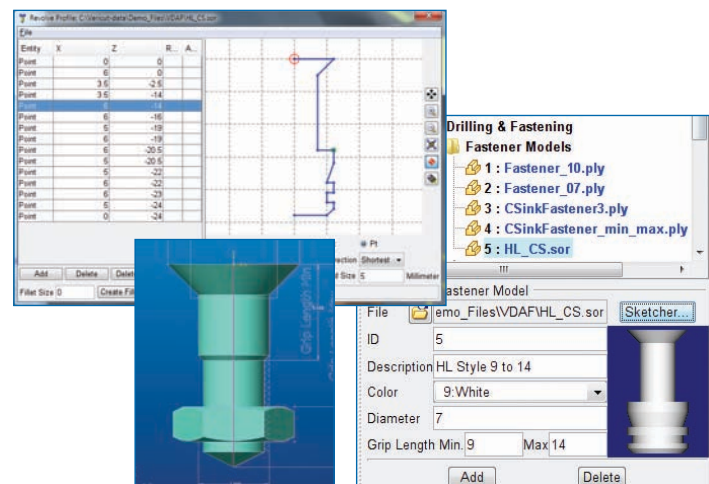 Revolve Profile: C:\Vericut-data\Demo_Files\VDAF\HL_CS.sor
File
Entity X Z R... A...
Point 0 0
Point 6 0
Point 3.5 -2.5
Point 3.5 -14
Point 6 -14
Point 6 -16
Point 5 -19
Point 6 -19
Point 6 -20.5
Point 5 -20.5
Point 5 -22
Point 6 -22
Point 6 -23
Point 5 -24
Point 0 -24
Pt
Shortest
Size 5 Millimeter
Add Delete
Fillet Size 0 Create
Drilling & Fastening
Fastener Models
1 : Fastener_10.ply
2 : Fastener_07.ply
3 : CSinkFastener3.ply
4 : CSinkFastener_min_max.ply
5 : HL_CS.sor
astener Model
File emo_Files\VDAF\HL_CS.sor Sketcher...
ID 5
Description HL Style 9 to 14
Color 9:White
Diameter 7
Grip Length Min. 9 Max 14
Add Delete
Grip Length Min